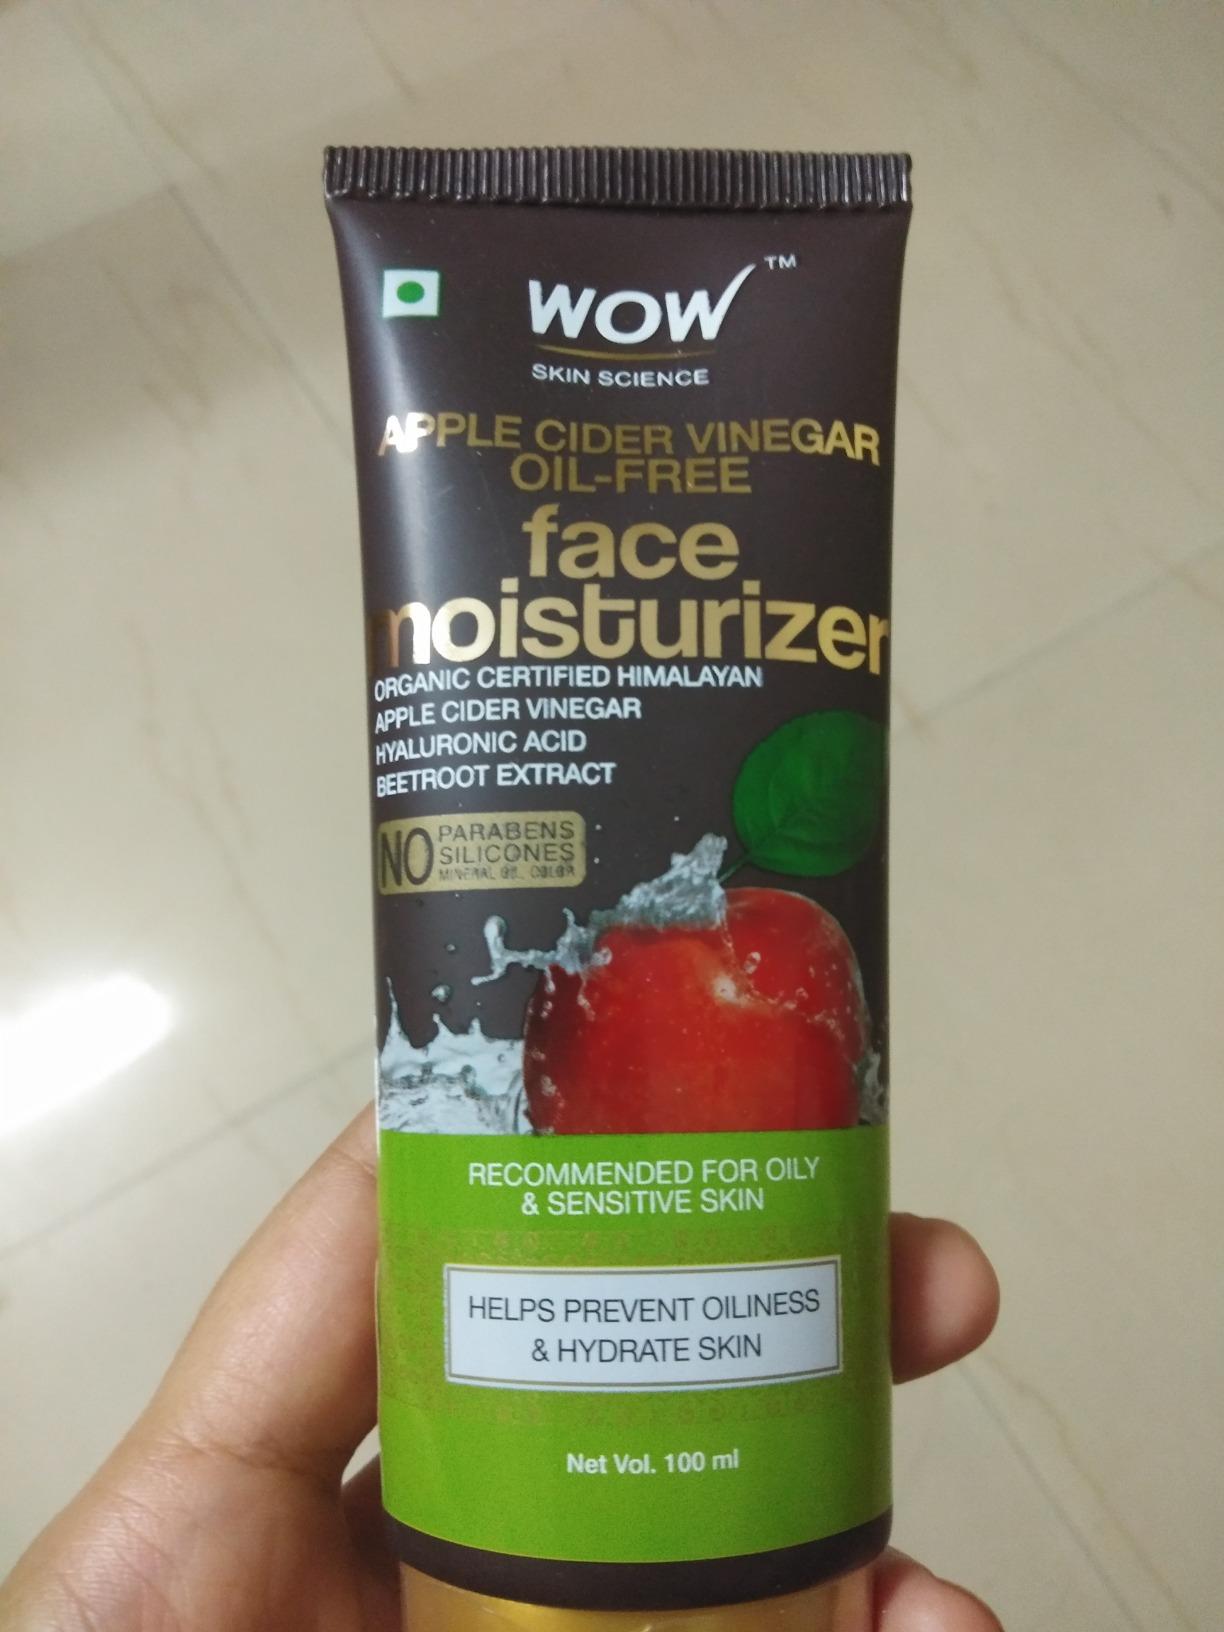 WOW™
SKIN SCIENCE
APPLE CIDER VINEGAR
OIL-FREE
face
moisturizer
ORGANIC CERTIFIED HIMALAYAN
APPLE CIDER VINEGAR
HYALURONIC ACID
BEETROOT EXTRACT
NO PARABENS
SILICONES
MINERAL OIL, COLOR
RECOMMENDED FOR OILY
& SENSITIVE SKIN
HELPS PREVENT OILINESS
& HYDRATE SKIN
Net Vol. 100 ml